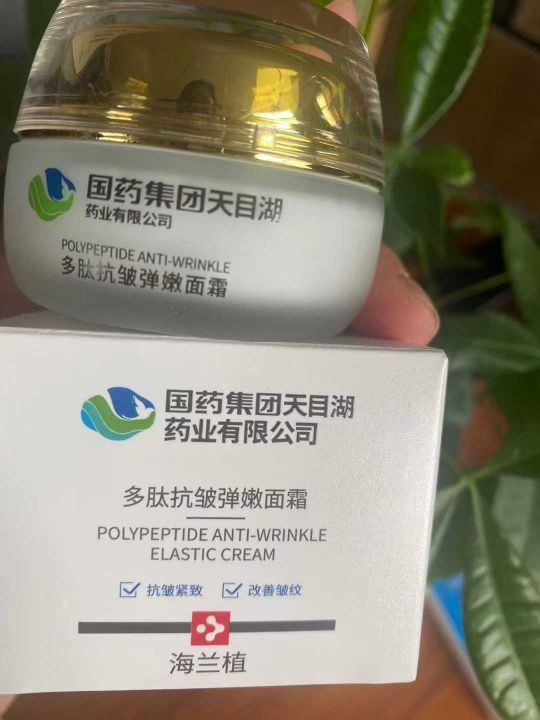 国药集团天目湖
药业有限公司
POLYPEPTIDE ANTI-WRINKLE
多肽抗皱弹嫩面霜
国药集团天目湖
药业有限公司
多肽抗皱弹嫩面霜
POLYPEPTIDE ANTI-WRINKLE
ELASTIC CREAM
抗皱紧致 改善皱纹
海兰植